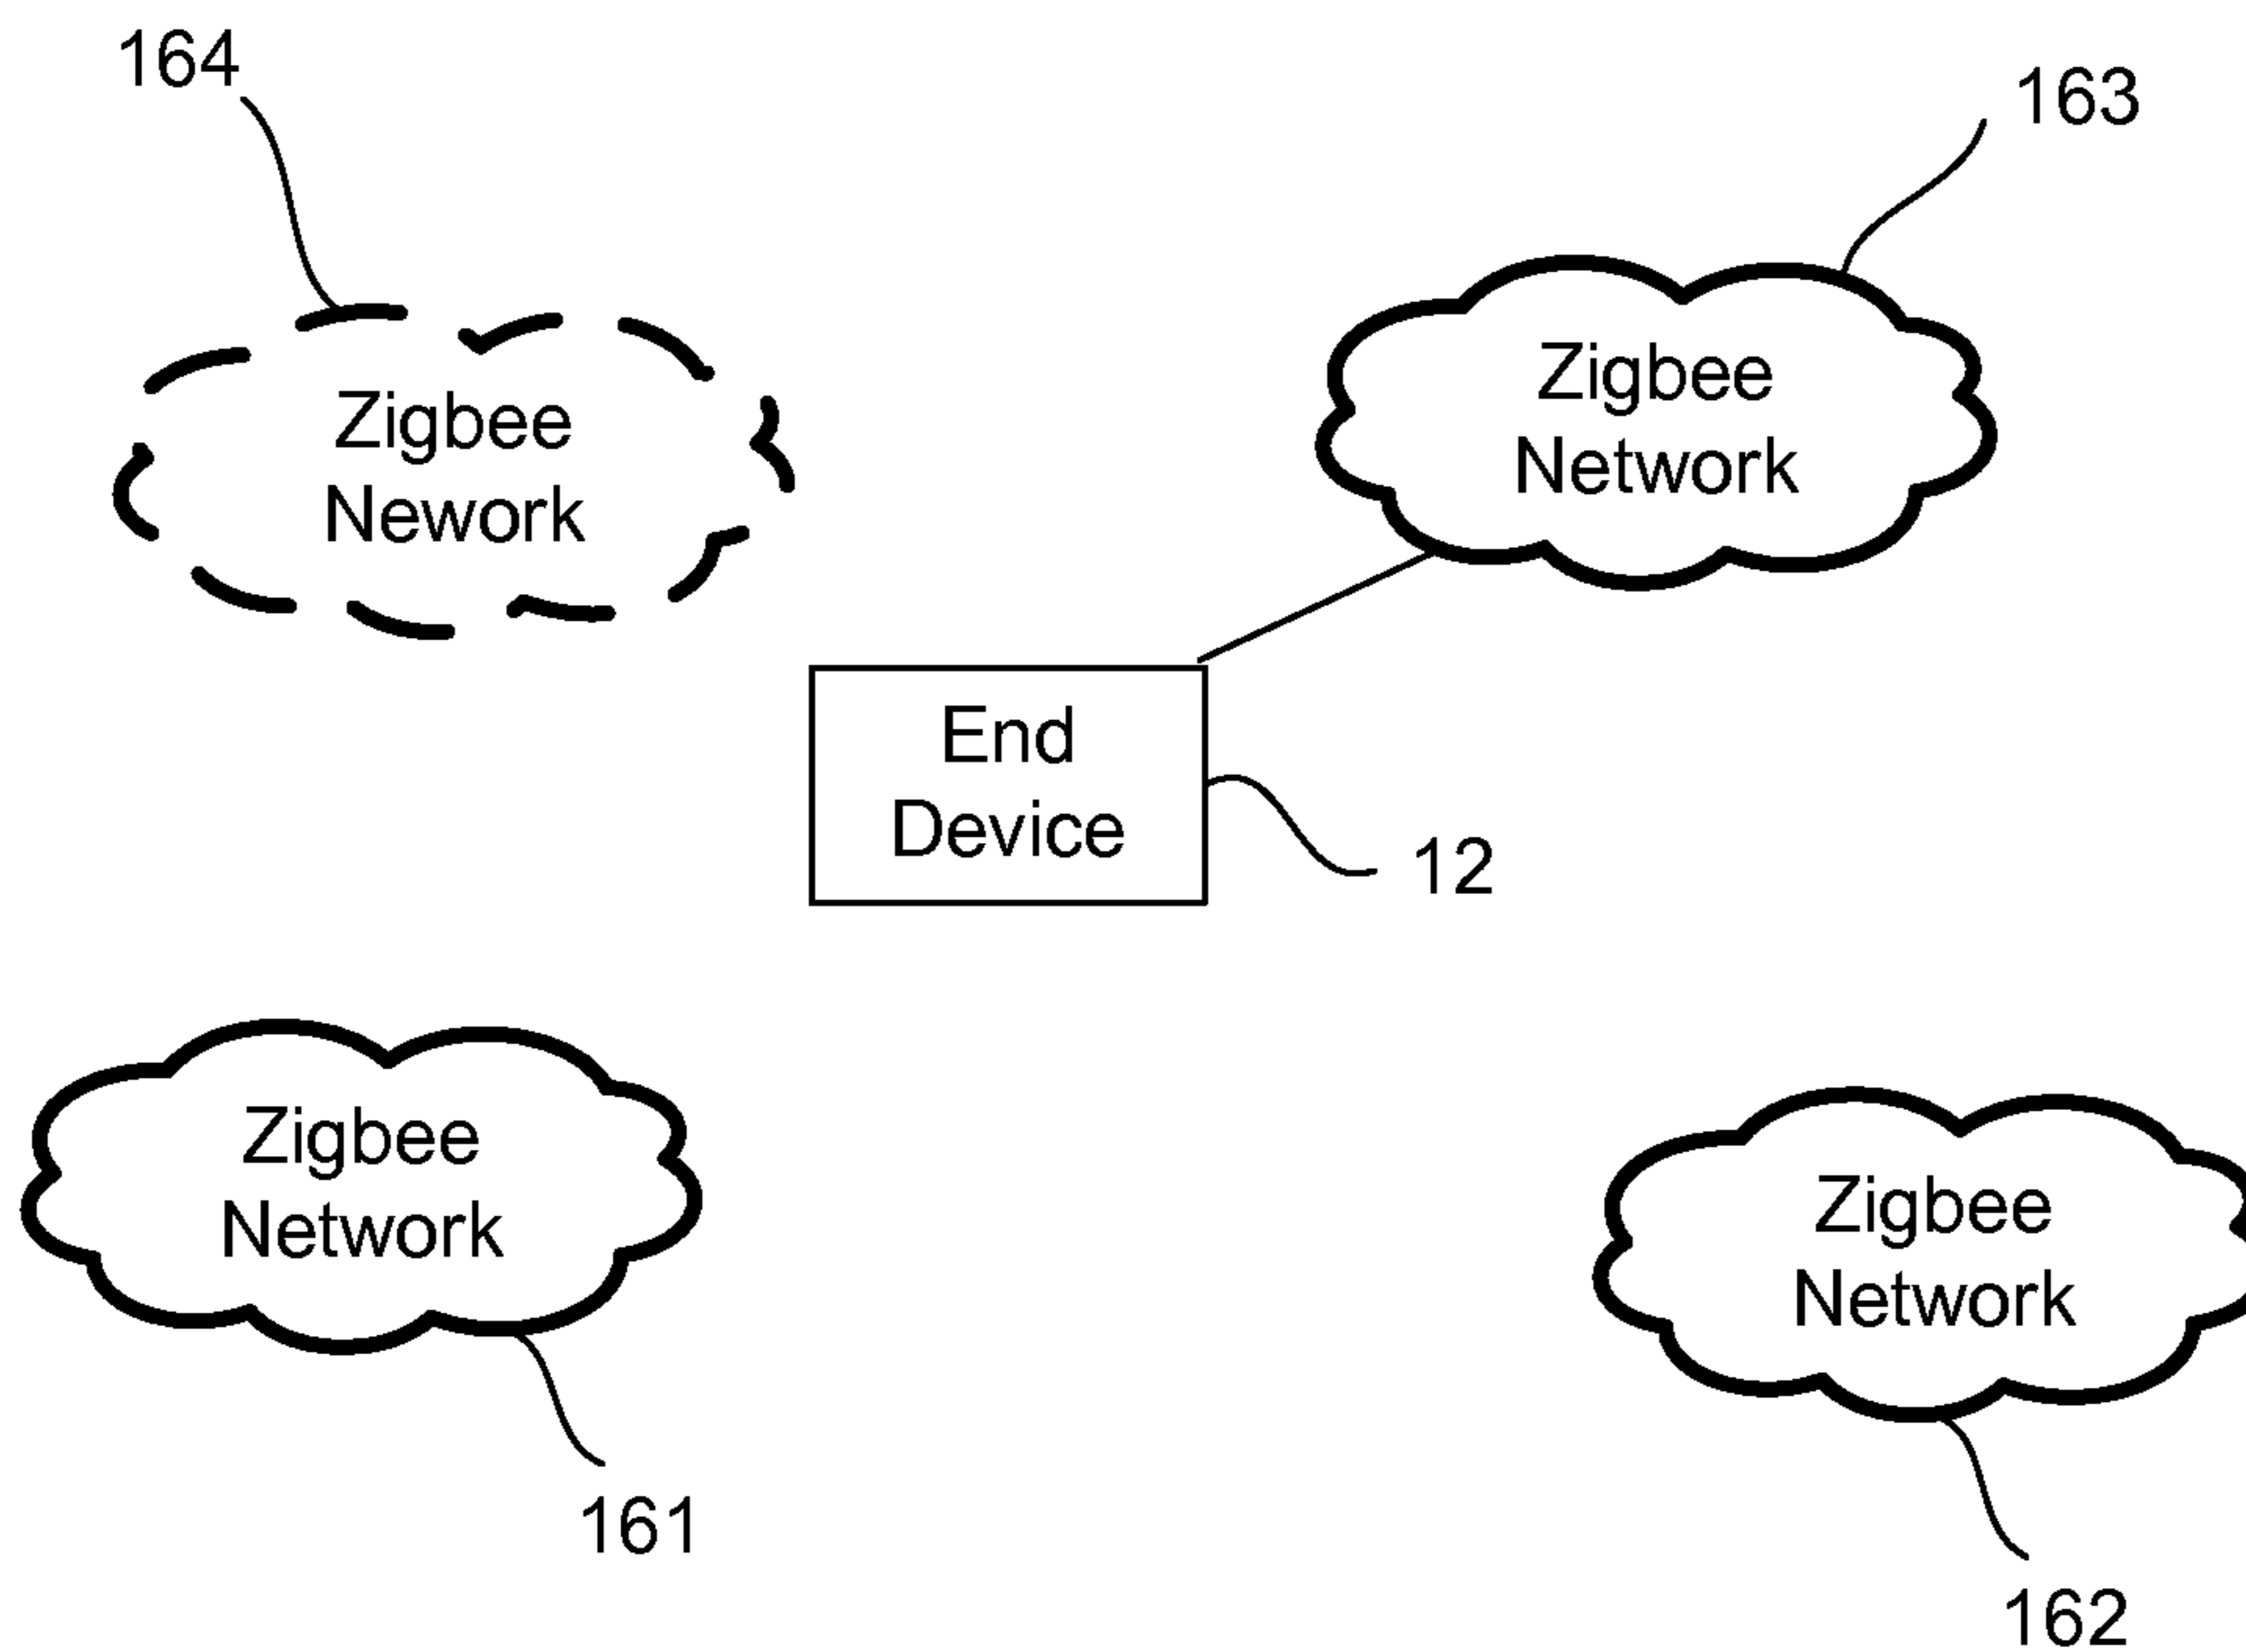 164
163
Zigbee
Network
Zigbee
Nework
End
Device
12
Zigbee
Network
Zigbee
Network
161
162